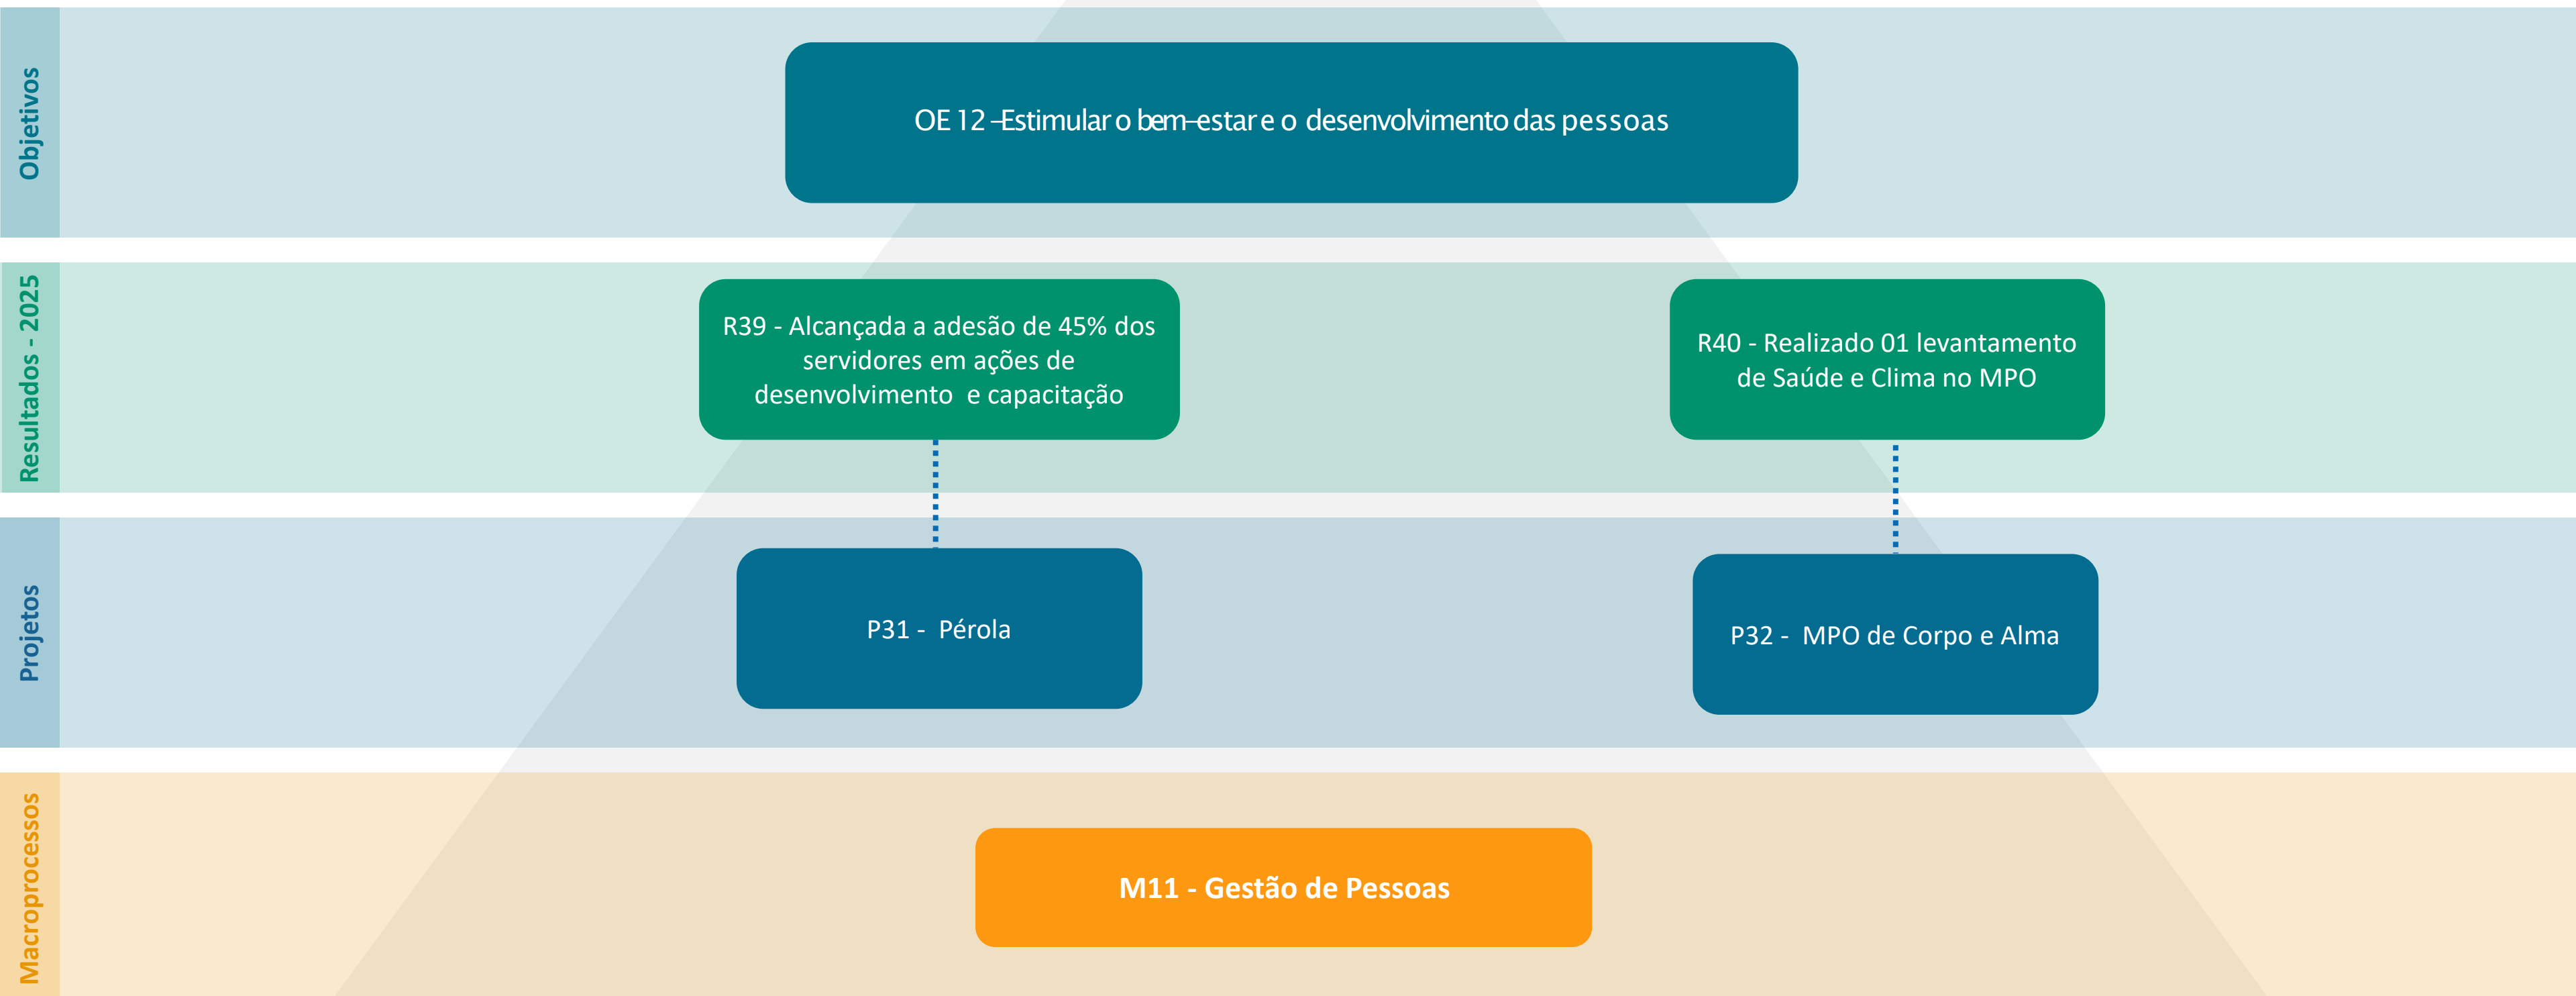 Objetivos
OE 12 –Estimular o bem–estar e o desenvolvimento das pessoas
Resultados - 2025
R39 - Alcançada a adesão de 45% dos
servidores em ações de
desenvolvimento e capacitação
R40 - Realizado 01 levantamento
de Saúde e Clima no MPO
Projetos
P31 - Pérola
P32 - MPO de Corpo e Alma
Macroprocessos
M11 - Gestão de Pessoas